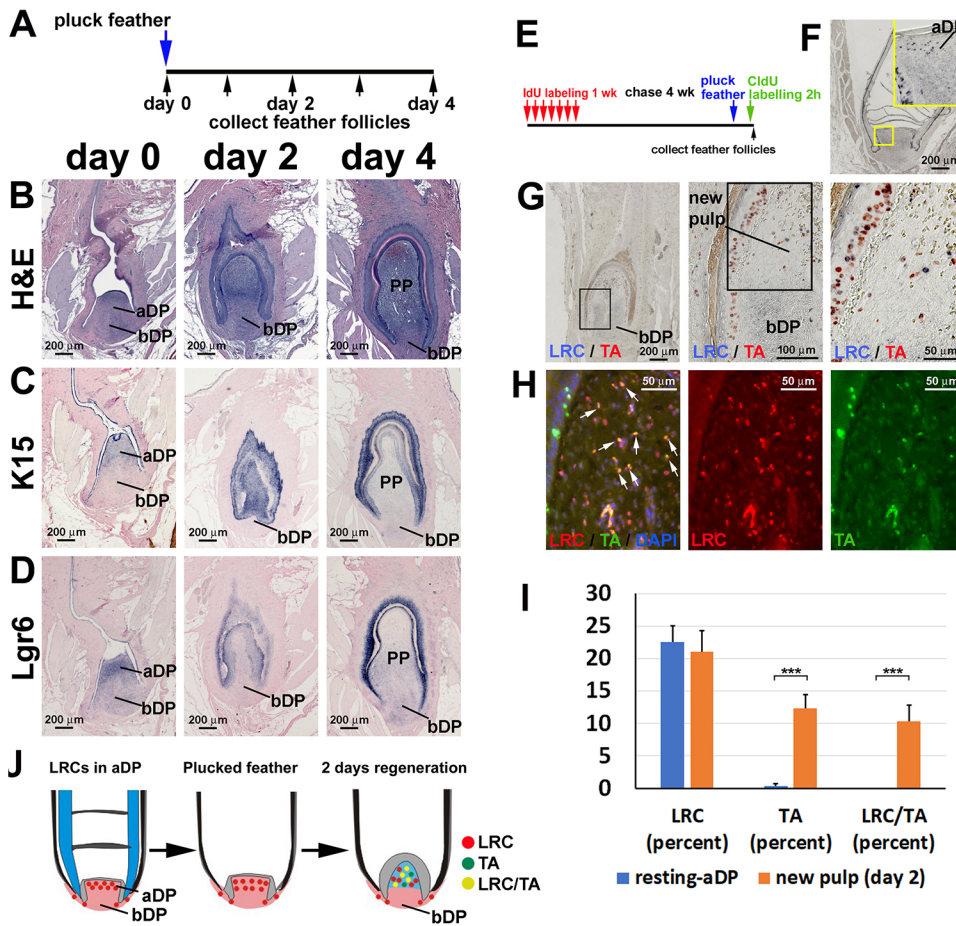 A
pluck feather
day 0
day 2
day 4
collect feather follicles
day 0
day 2
day 4
B
H&E
aDP
bDP
200 µm
bDP
200 µm
PP
bDP
200 µm
C
K15
aDP
bDP
200 µm
bDP
200 µm
PP
bDP
200 µm
D
Lgr6
aDP
bDP
200 µm
bDP
200 µm
PP
bDP
200 µm
E
IdU labeling 1 wk
chase 4 wk
pluck
feather
CldU
labelling 2h
collect feather follicles
F
aDP
200 µm
G
bDP
LRC / TA
200 µm
new
pulp
bDP
LRC / TA
100 µm
LRC / TA
50 µm
H
50 µm
LRC / TA / DAPI
50 µm
LRC
50 µm
TA
I
30
25
20
15
10
5
0
***
***
LRC
(percent)
TA
(percent)
LRC/TA
(percent)
resting-aDP
new pulp (day 2)
J
LRCs in aDP
Plucked feather
2 days regeneration
aDP
bDP
bDP
LRC
TA
LRC/TA